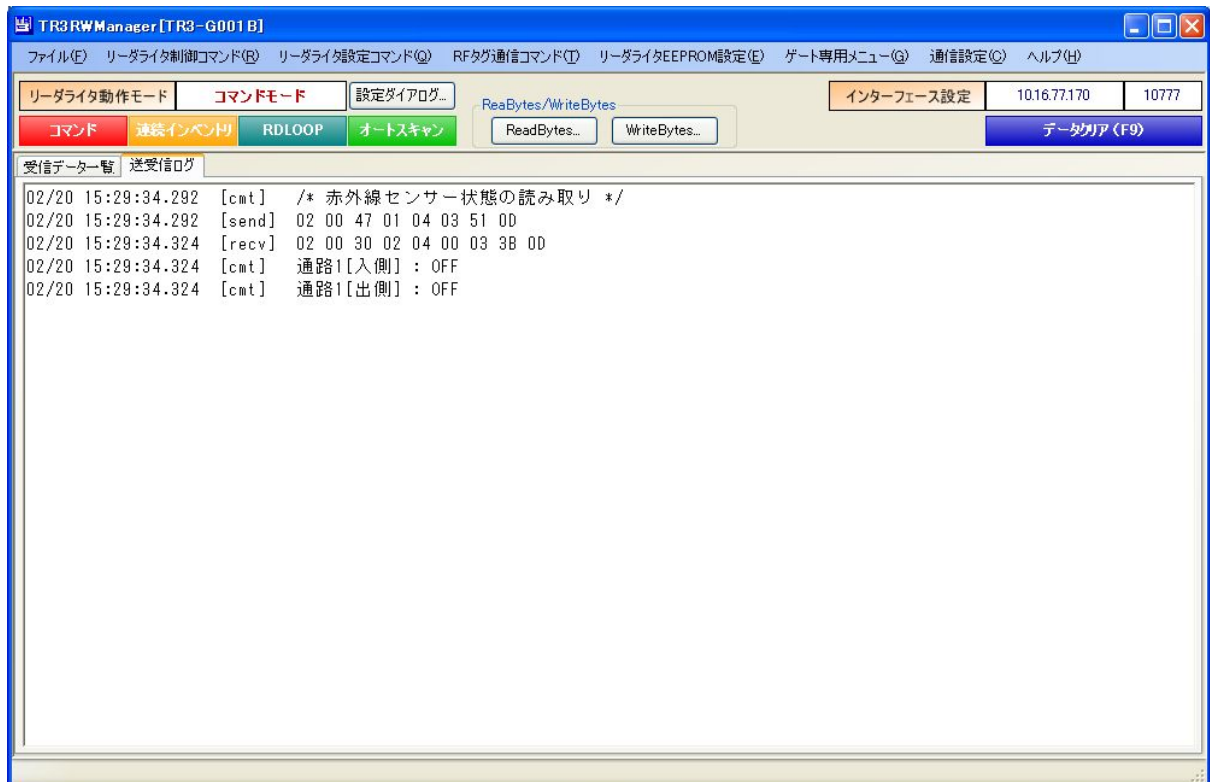 TR3RWManager[TR3-G001B]
ファイル(F) リーダライタ制御コマンド(R) リーダライタ設定コマンド(Q) RFタグ通信コマンド(T) リーダライタEEPROM設定(E) ゲート専用メニュー(G) 通信設定(C) ヘルプ(H)
リーダライタ動作モード コマンドモード 設定ダイアログ... ReaBytes/WriteBytes インターフェース設定 10.16.77.170 10777
コマンド 連続インベントリ RDLOOP オートスキャン ReadBytes... WriteBytes... データクリア (F9)
受信データ一覧 送受信ログ
02/20 15:29:34.292 [cmt] /* 赤外線センサー状態の読み取り */
02/20 15:29:34.292 [send] 02 00 47 01 04 03 51 0D
02/20 15:29:34.324 [recv] 02 00 30 02 04 00 03 3B 0D
02/20 15:29:34.324 [cmt] 通路1[入側] : OFF
02/20 15:29:34.324 [cmt] 通路1[出側] : OFF